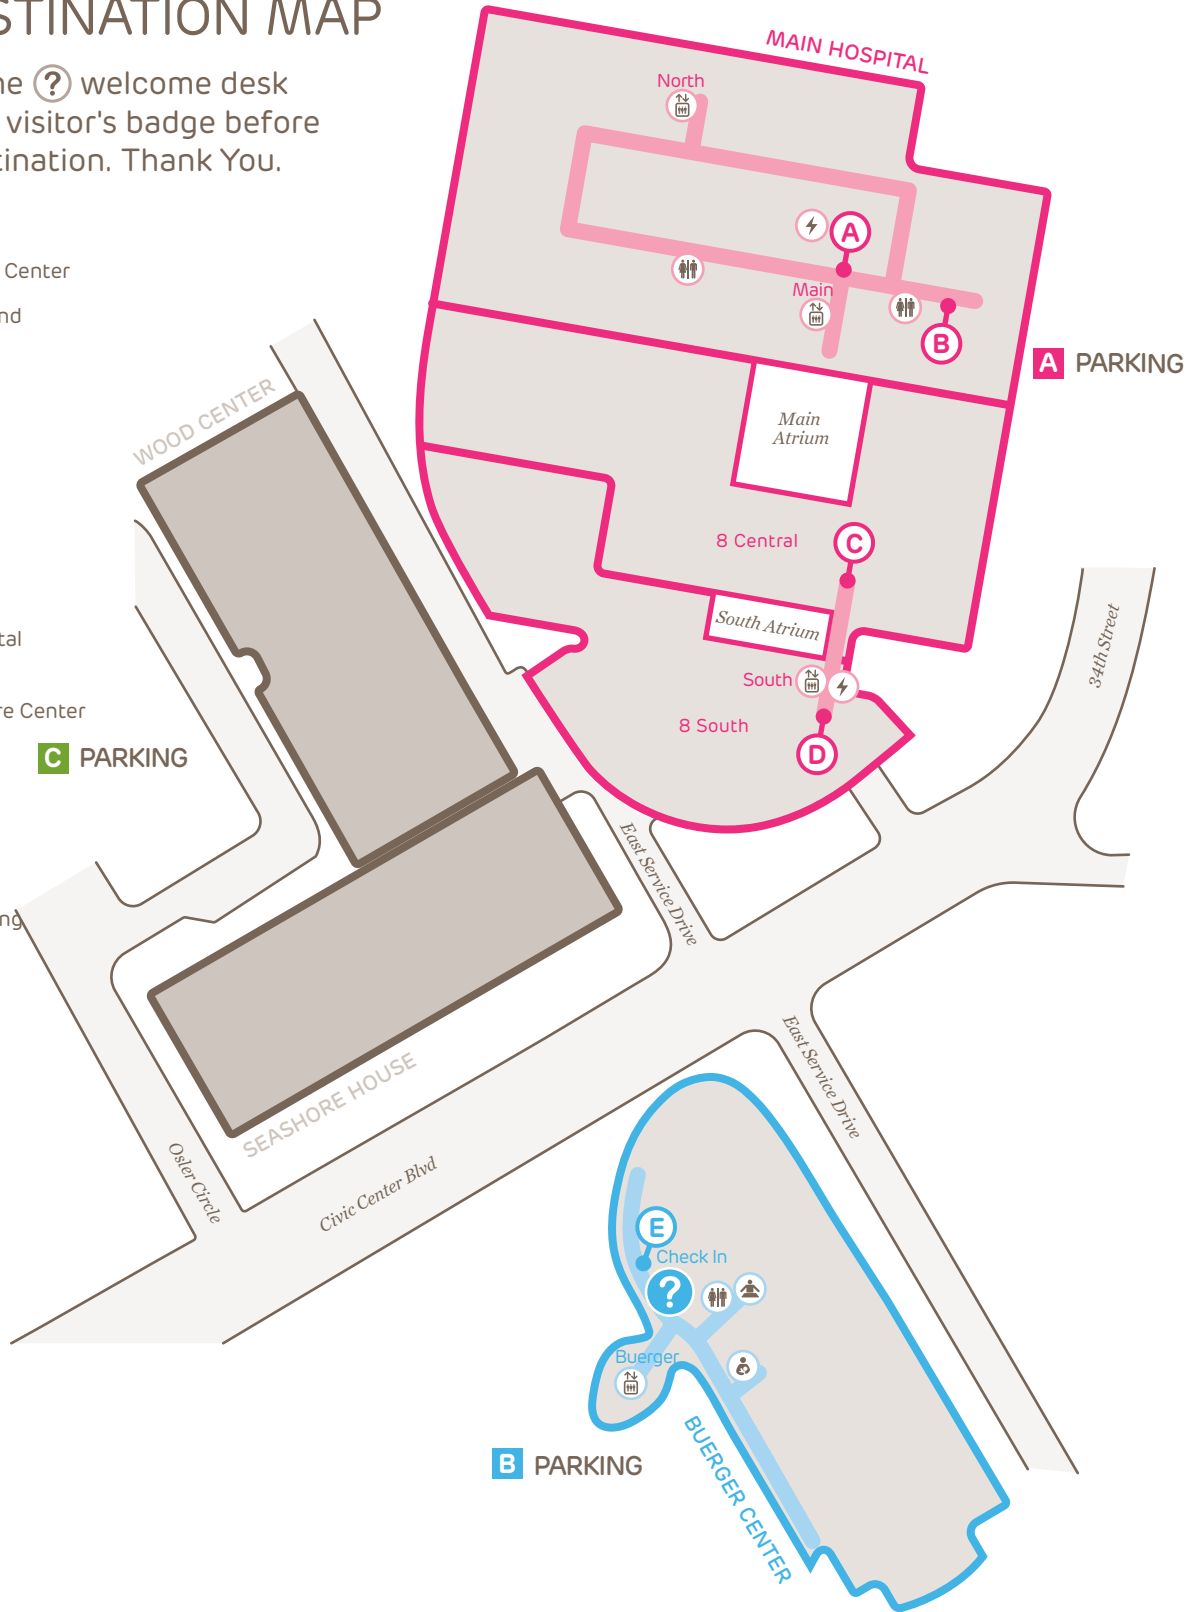 STINATION MAP
ne ? welcome desk
visitor's badge before
tination. Thank You.
Center
nd
tal
re Center
C PARKING
ng
MAIN HOSPITAL
North
A
Main
B
A PARKING
Main
Atrium
8 Central
C
South Atrium
South
8 South
D
WOOD CENTER
34th Street
East Service Drive
SEASHORE HOUSE
Osler Circle
Civic Center Blvd
East Service Drive
E
Check In
?
Buerger
B PARKING
BUERGER CENTER